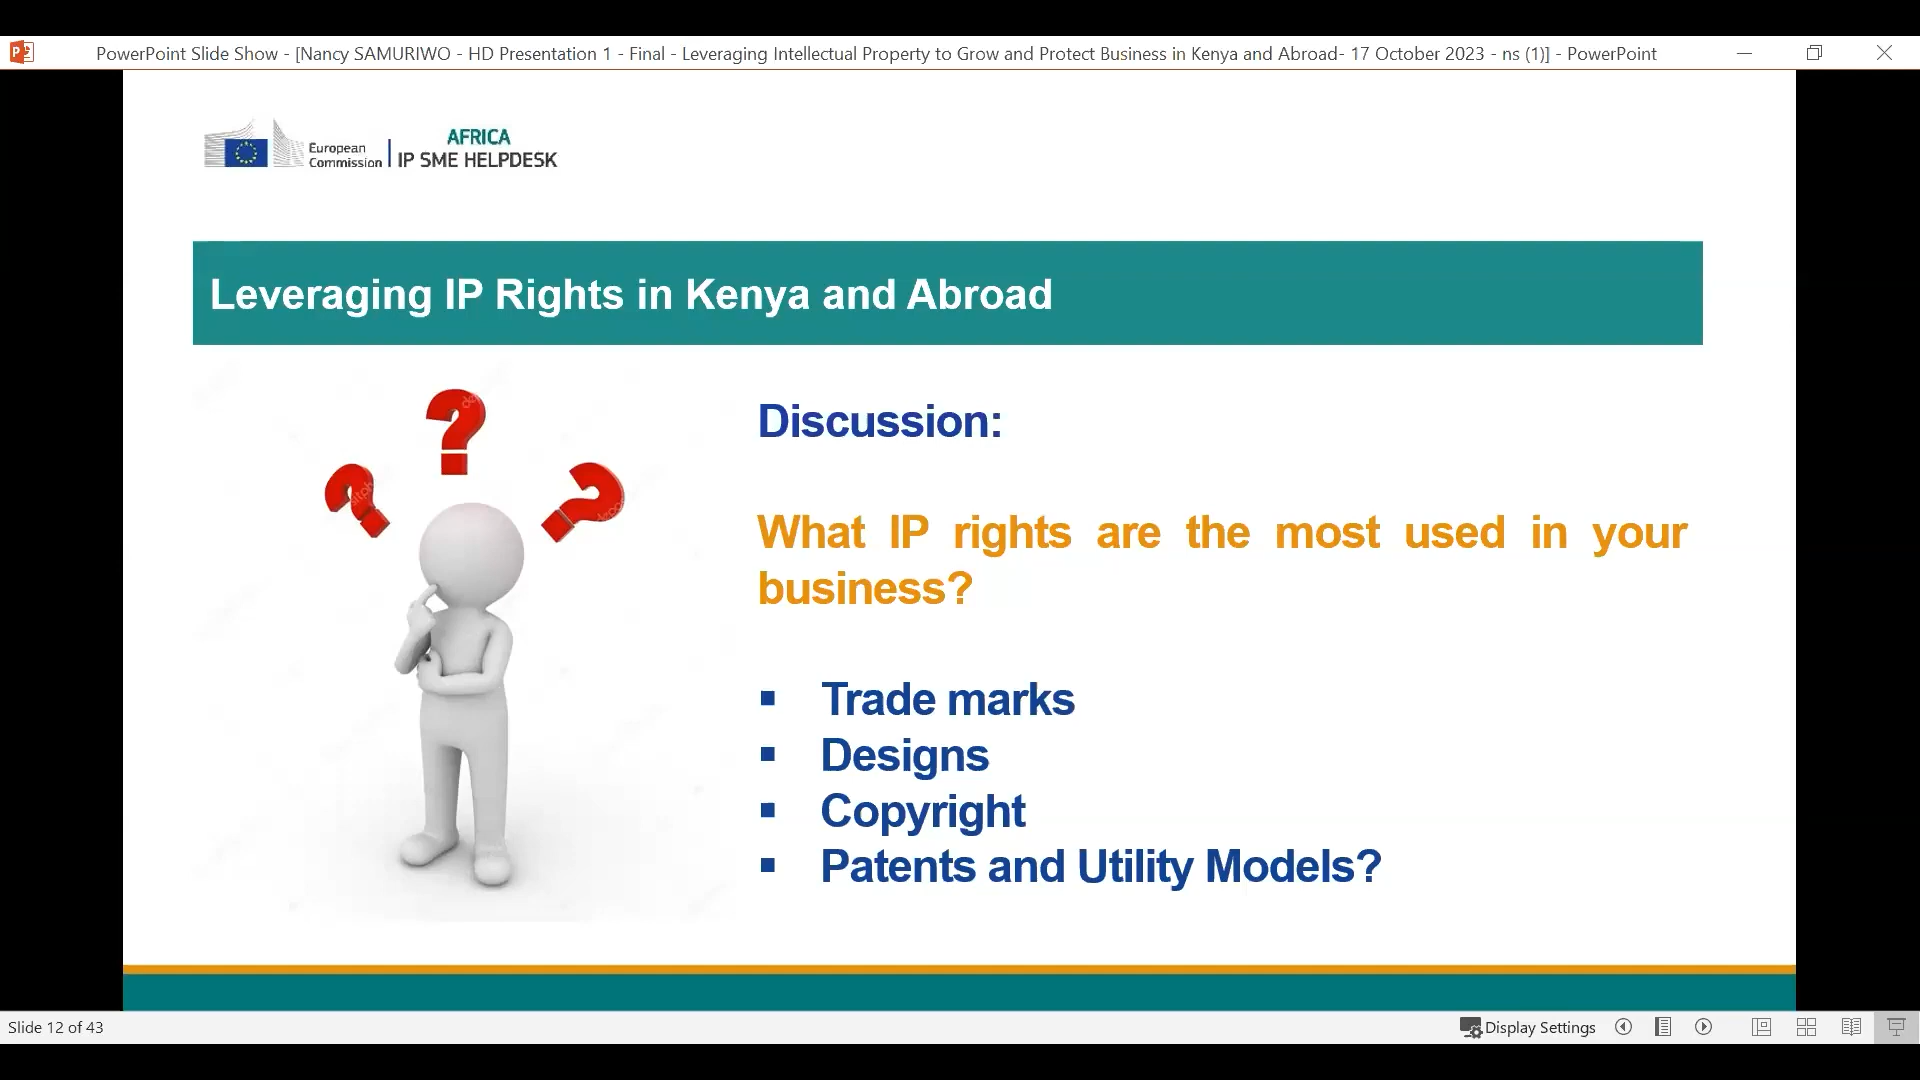 PowerPoint Slide Show - [Nancy SAMURIWO - HD Presentation 1 - Final - Leveraging Intellectual Property to Grow and Protect Business in Kenya and Abroad- 17 October 2023 - ns (1)] - PowerPoint
European
Commission
AFRICA
IP SME HELPDESK
Leveraging IP Rights in Kenya and Abroad
Discussion:
What IP rights are the most used in your
business?
▪ Trade marks
▪ Designs
▪ Copyright
▪ Patents and Utility Models?
Slide 12 of 43
Display Settings